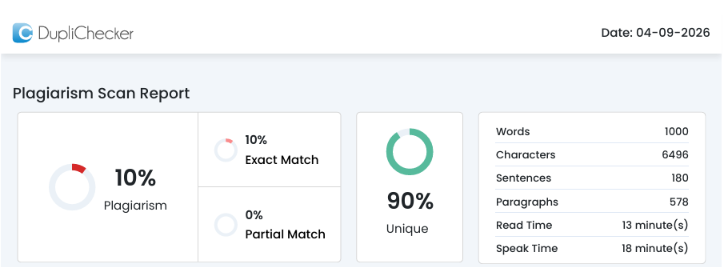 DupliChecker
Date: 04-09-2026
Plagiarism Scan Report
10%
Plagiarism
10%
Exact Match
0%
Partial Match
90%
Unique
Words 1000
Characters 6496
Sentences 180
Paragraphs 578
Read Time 13 minute(s)
Speak Time 18 minute(s)